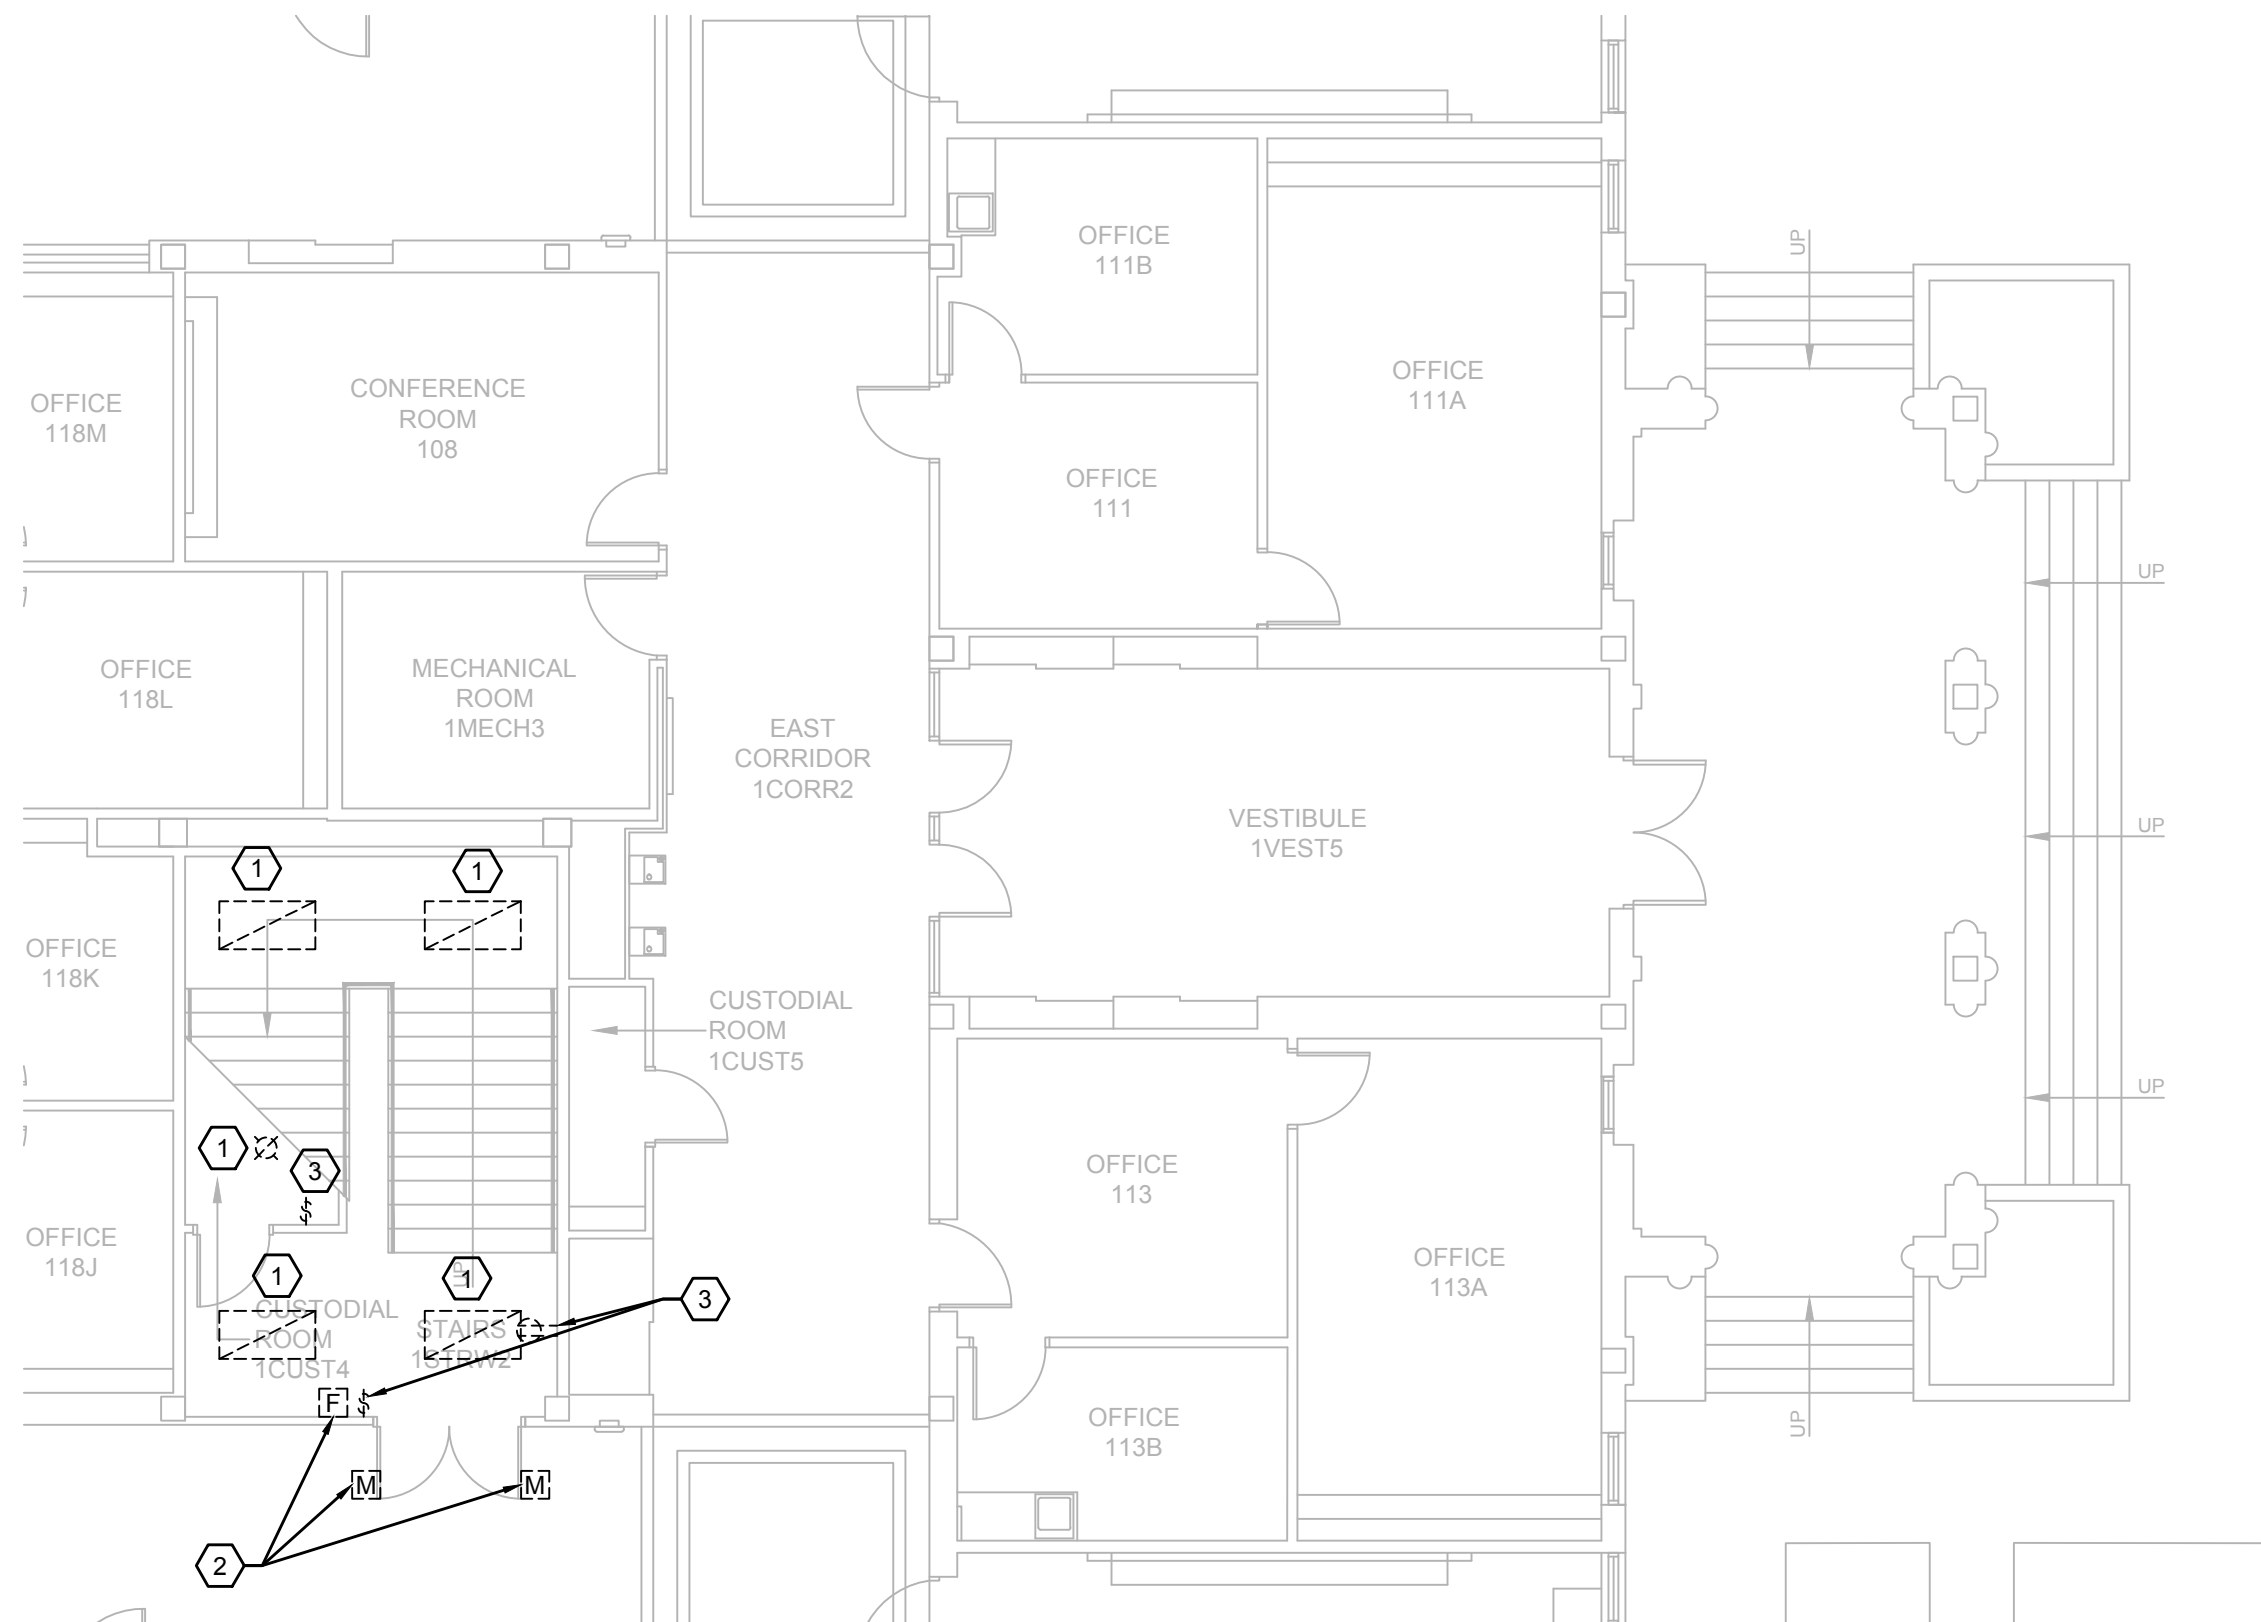 OFFICE
111B
UP
OFFICE
111A
CONFERENCE
ROOM
108
OFFICE
118M
OFFICE
111
UP
OFFICE
118L
MECHANICAL
ROOM
1MECH3
EAST
CORRIDOR
1CORR2
VESTIBULE
1VEST5
UP
1
1
OFFICE
118K
CUSTODIAL
ROOM
1CUST5
UP
1
3
OFFICE
113
OFFICE
118J
OFFICE
113A
1
1
UP
3
CUSTODIAL
ROOM
1CUST4
STAIRS
1STRW2
F
OFFICE
113B
UP
M
M
2